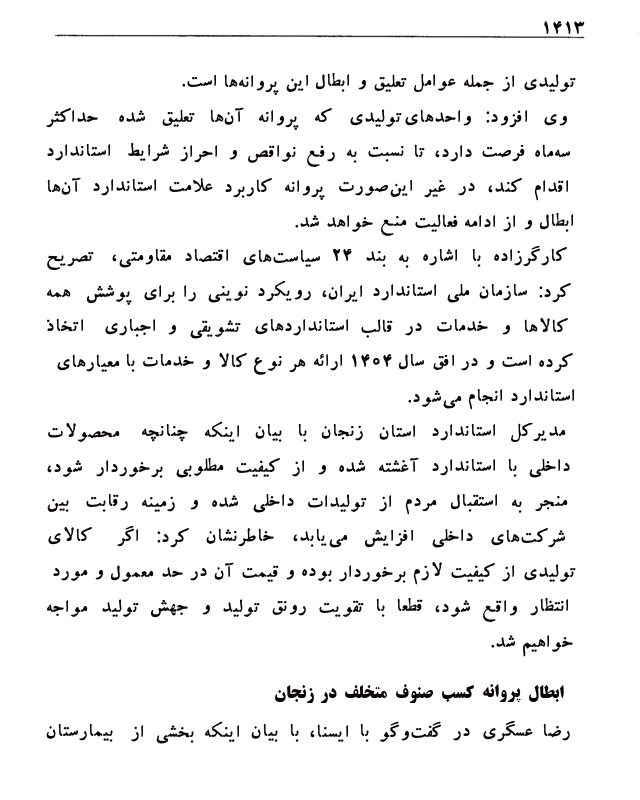 ۱۴۱۳
تولیدی از جمله عوامل تعلیق و ابطال این پروانه‌ها است.
وی افزود: واحدهای‌تولیدی که پروانه آن‌ها تعلیق شده حداکثر
سه‌ماه فرصت دارد، تا نسبت به رفع نواقص و احراز شرایط استاندارد
اقدام کند، در غیر این‌صورت پروانه کاربرد علامت استاندارد آن‌ها
ابطال و از ادامه فعالیت منع خواهد شد.
کارگرزاده با اشاره به بند ۲۴ سیاست‌های اقتصاد مقاومتی، تصریح
کرد: سازمان ملی استاندارد ایران، رویکرد نوینی را برای پوشش همه
کالاها و خدمات در قالب استانداردهای تشویقی و اجباری اتخاذ
کرده است و در افق سال ۱۴۰۴ ارائه هر نوع کالا و خدمات با معیارهای
استاندارد انجام می‌شود.
مدیرکل استاندارد استان زنجان با بیان اینکه چنانچه محصولات
داخلی با استاندارد آغشته شده و از کیفیت مطلوبی برخوردار شود،
منجر به استقبال مردم از تولیدات داخلی شده و زمینه رقابت بین
شرکت‌های داخلی افزایش می‌یابد، خاطرنشان کرد: اگر کالای
تولیدی از کیفیت لازم برخوردار بوده و قیمت آن در حد معمول و مورد
انتظار واقع شود، قطعا با تقویت رونق تولید و جهش تولید مواجه
خواهیم شد.
ابطال پروانه کسب صنوف متخلف در زنجان
رضا عسگری در گفت‌وگو با ایسنا، با بیان اینکه بخشی از بیمارستان